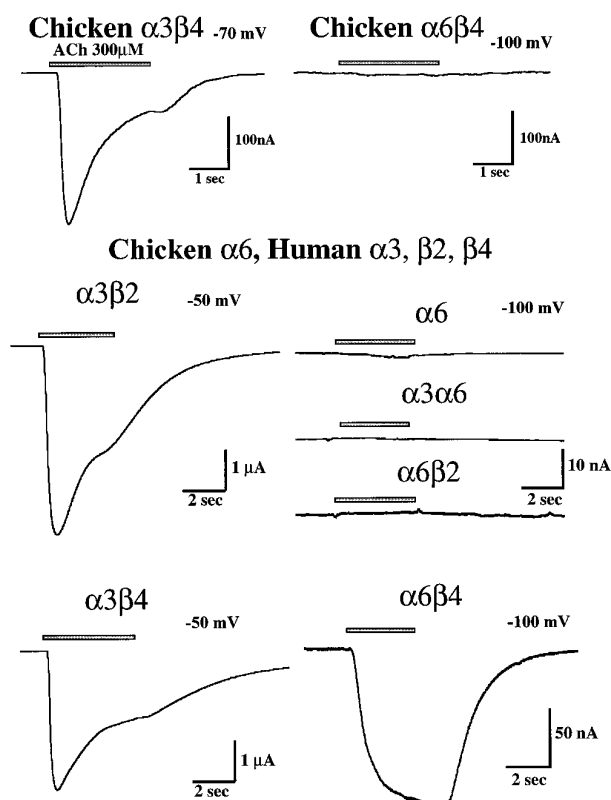 Chicken α3β4 -70 mV
Chicken α6β4 -100 mV
ACh 300μM
100nA
1 sec
100nA
1 sec
Chicken α6, Human α3, β2, β4
α3β2 -50 mV
1 μA
2 sec
α6 -100 mV
α3α6
α6β2
10 nA
2 sec
α3β4 -50 mV
1 μA
2 sec
α6β4 -100 mV
50 nA
2 sec